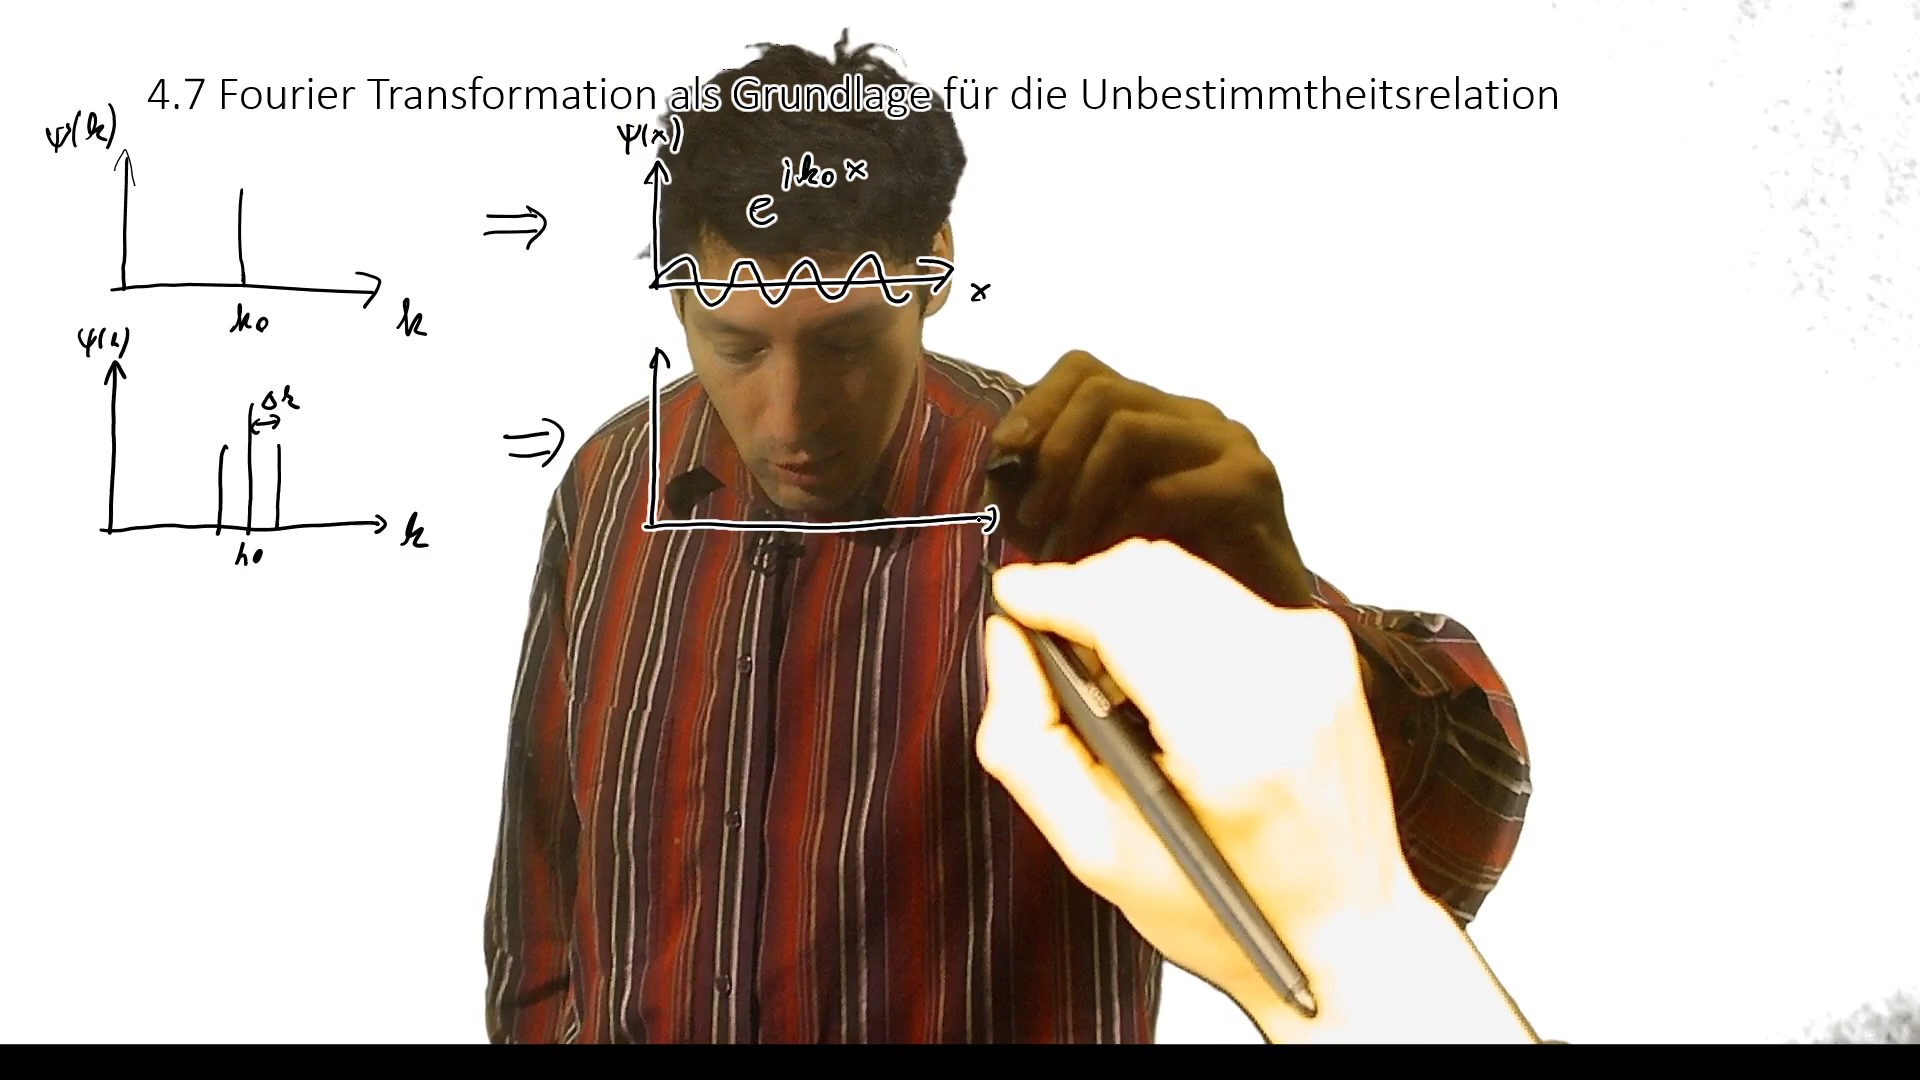 4.7 Fourier Transformation als Grundlage für die Unbestimmtheitsrelation
ψ(k)
k₀
k
⇒
ψ(x)
e^{ik₀x}
x
ψ(k)
Δk
k₀
k
⇒